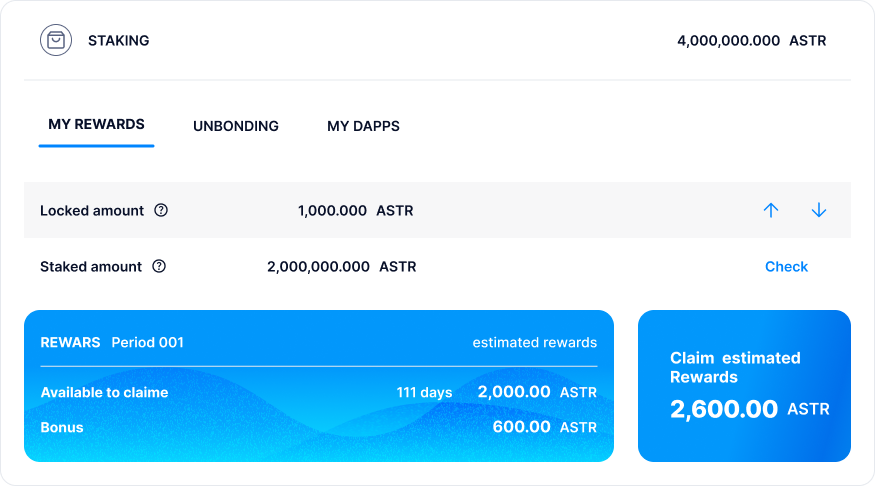 STAKING 4,000,000.000 ASTR
MY REWARDS UNBONDING MY DAPPS
Locked amount ? 1,000.000 ASTR
Staked amount ? 2,000,000.000 ASTR Check
REWARS Period 001 estimated rewards
Available to claime 111 days 2,000.00 ASTR
Bonus 600.00 ASTR
Claim estimated
Rewards
2,600.00 ASTR